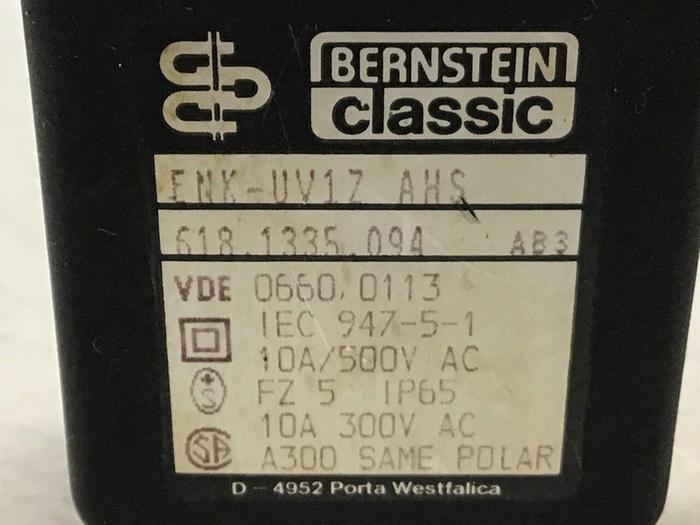 BERNSTEIN
classic
ENK-UV1Z AHS
618.1335.094 AB3
VDE 0660,0113
IEC 947-5-1
10A/500V AC
S FZ 5 IP65
10A 300V AC
SA A300 SAME POLAR
D - 4952 Porta Westfalica